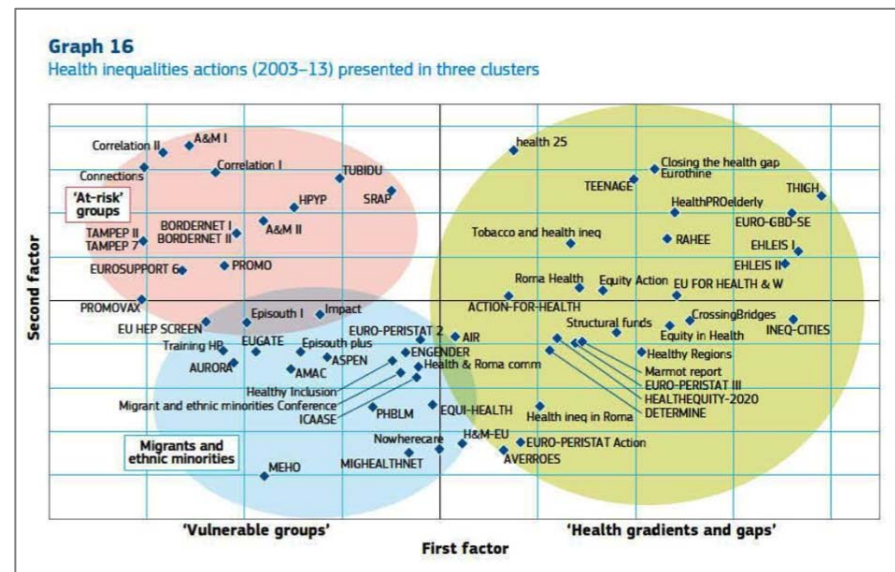 Graph 16
Health inequalities actions (2003–13) presented in three clusters
Correlation II
A&M I
health 25
Connections
Correlation I
TUBIDU
Closing the health gap
Eurothine
TEENAGE
THIGH
'At-risk'
groups
HPYP
SRAP
HealthPROelderly
EURO-GBD-SE
TAMPEP II
TAMPEP 7
BORDERNET I
BORDERNET II
A&M II
Tobacco and health ineq
RAHEE
EHLEIS I
EUROSUPPORT 6
PROMO
EHLEIS II
Roma Health
Equity Action
EU FOR HEALTH & W
PROMOVAX
ACTION-FOR-HEALTH
Episouth I
Impact
CrossingBridges
EU HEP SCREEN
EURO-PERISTAT 2
AIR
Structural funds
Equity in Health
INEQ-CITIES
Training HP
EUGATE
Episouth plus
ENGENDER
Healthy Regions
AURORA
AMAC
ASPEN
Health & Roma comm
Marmot report
Healthy Inclusion
EURO-PERISTAT III
Migrant and ethnic minorities Conference
HEALTHEQUITY-2020
ICAASE
DETERMINE
PHBLM
EQUI-HEALTH
Health ineq in Roma
Migrants and
ethnic minorities
Nowherecare
H&M-EU
EURO-PERISTAT Action
MEHO
MIGHEALTHNET
AVERROES
Second factor
'Vulnerable groups'
'Health gradients and gaps'
First factor